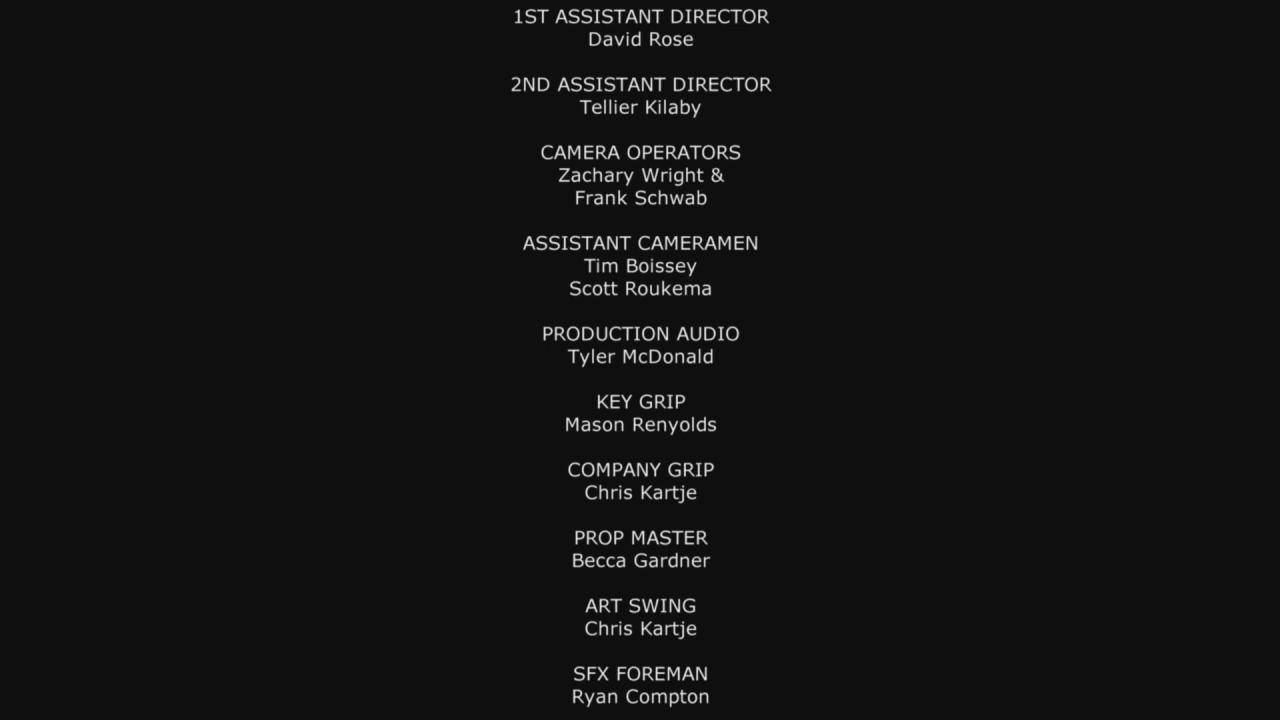 1ST ASSISTANT DIRECTOR
David Rose
2ND ASSISTANT DIRECTOR
Tellier Kilaby
CAMERA OPERATORS
Zachary Wright &
Frank Schwab
ASSISTANT CAMERAMEN
Tim Boissey
Scott Roukema
PRODUCTION AUDIO
Tyler McDonald
KEY GRIP
Mason Renyolds
COMPANY GRIP
Chris Kartje
PROP MASTER
Becca Gardner
ART SWING
Chris Kartje
SFX FOREMAN
Ryan Compton